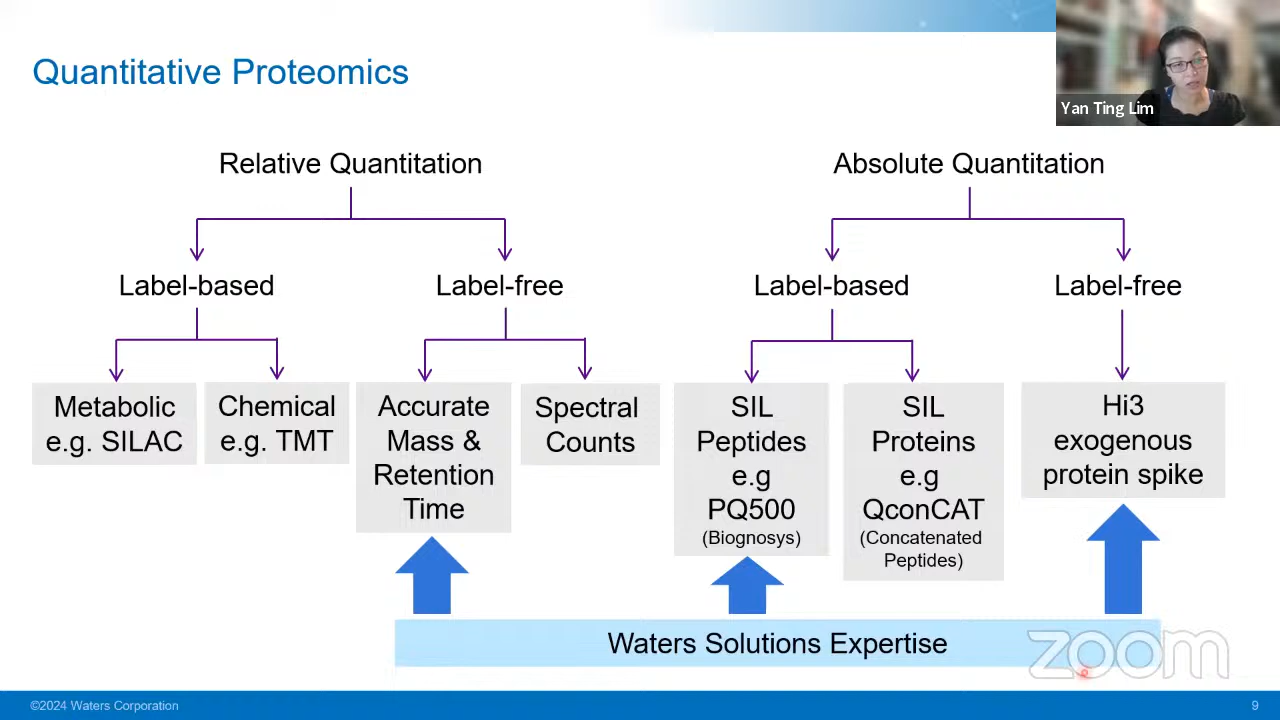 Quantitative Proteomics
Yan Ting Lim
Relative Quantitation
Absolute Quantitation
Label-based
Label-free
Label-based
Label-free
Metabolic
e.g. SILAC
Chemical
e.g. TMT
Accurate
Mass &
Retention
Time
Spectral
Counts
SIL
Peptides
e.g
PQ500
(Biognosys)
SIL
Proteins
e.g
QconCAT
(Concatenated
Peptides)
Hi3
exogenous
protein spike
Waters Solutions Expertise
zoom
©2024 Waters Corporation
9